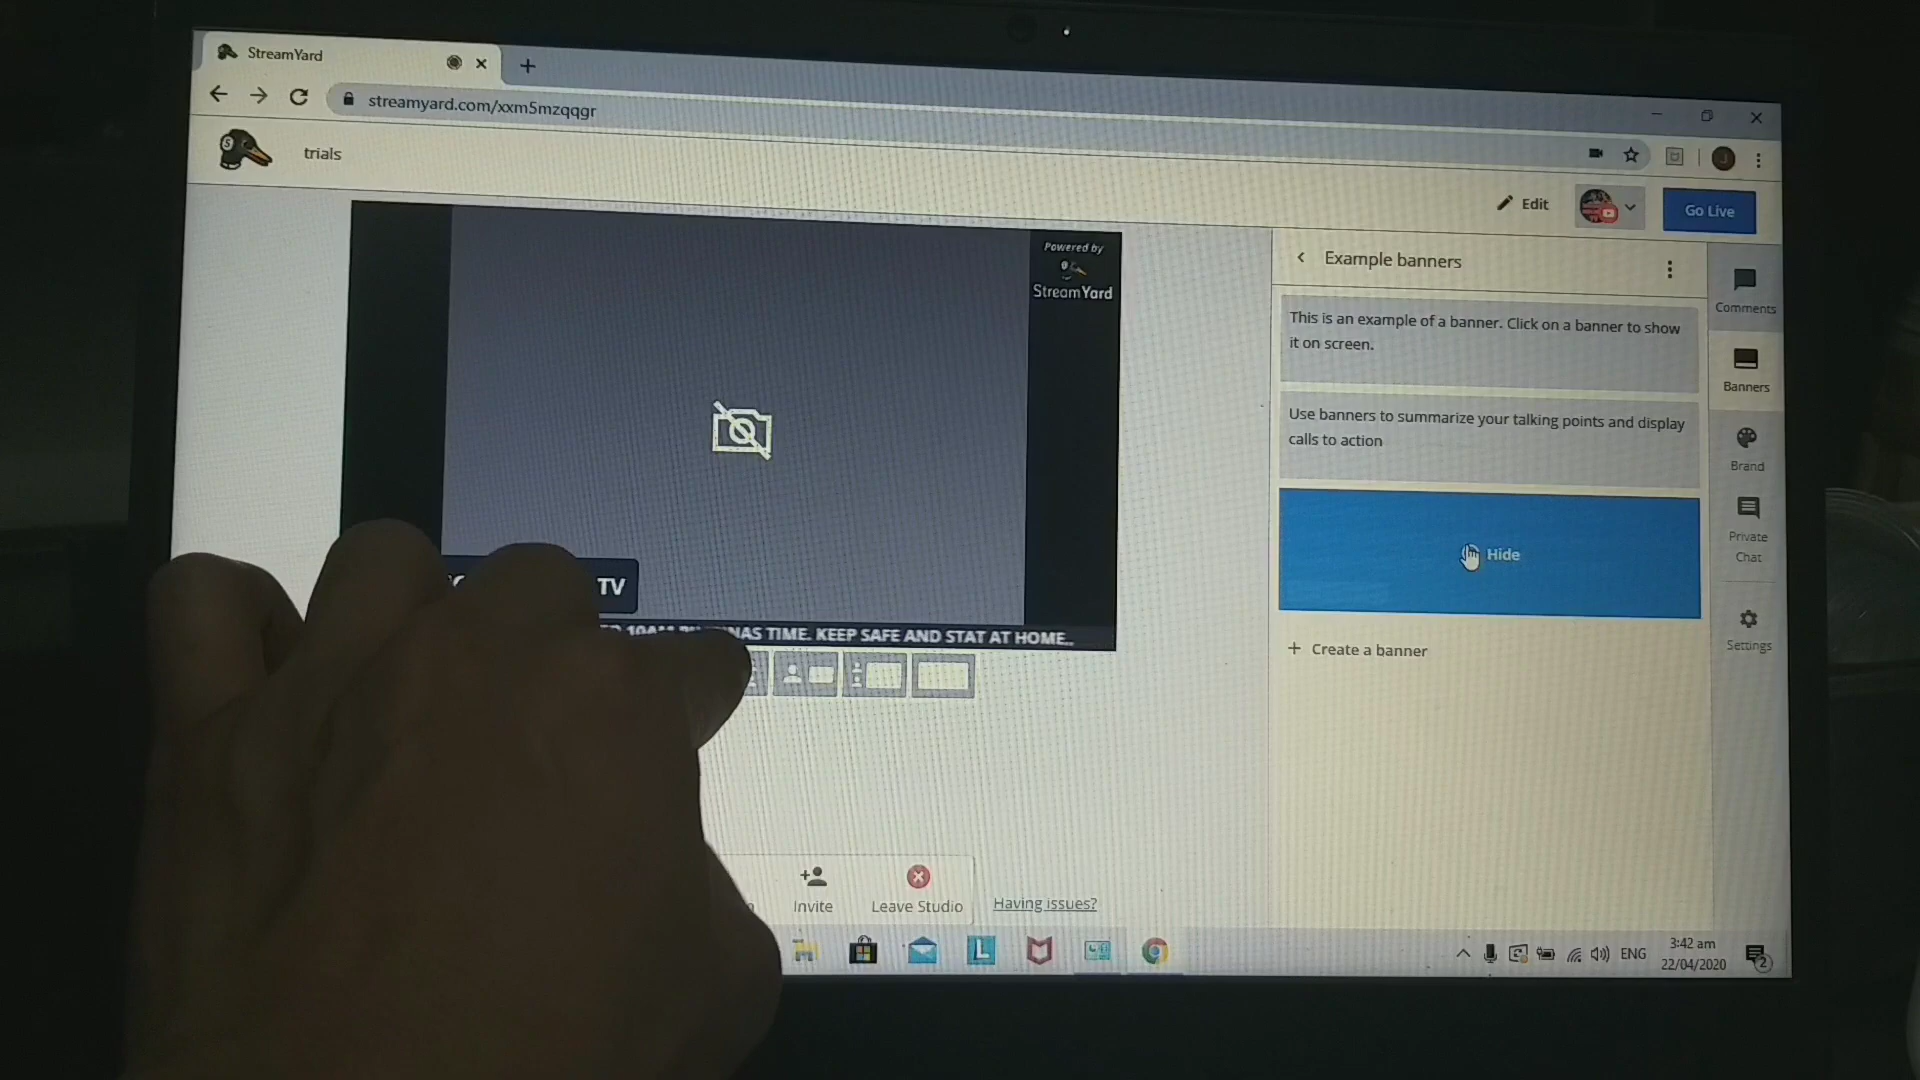 StreamYard
streamyard.com/xxm5mzqqgr
trials
Edit
Go Live
Powered by
StreamYard
Example banners
This is an example of a banner. Click on a banner to show
it on screen.
Use banners to summarize your talking points and display
calls to action
Hide
+ Create a banner
Comments
Banners
Brand
Private
Chat
Settings
TV
10AM
TIME. KEEP SAFE AND STAT AT HOME..
Invite
Leave Studio
Having issues?
L
ENG
3:42 am
22/04/2020
2